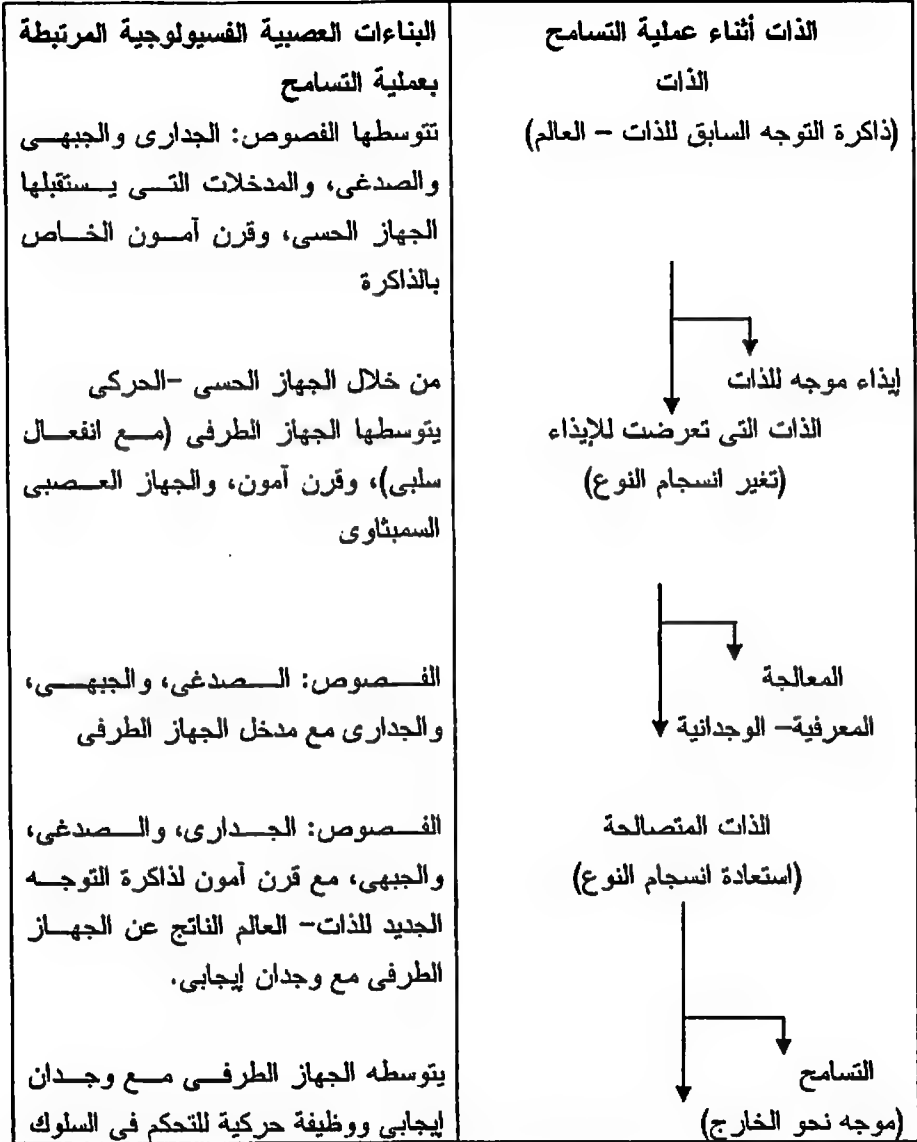 الذات أثناء عملية التسامح
الذات
(ذاكرة التوجه السابق للذات – العالم)
إيذاء موجه للذات
الذات التى تعرضت للإيذاء
(تغير انسجام النوع)
المعالجة
المعرفية– الوجدانية
الذات المتصالحة
(استعادة انسجام النوع)
التسامح
(موجه نحو الخارج)
البناءات العصبية الفسيولوجية المرتبطة
بعملية التسامح
تتوسطها الفصوص: الجدارى والجبهى
والصدغى، والمدخلات التى يستقبلها
الجهاز الحسى، وقرن آمون الخاص
بالذاكرة
من خلال الجهاز الحسى –الحركى
يتوسطها الجهاز الطرفى (مع انفعال
سلبى)، وقرن آمون، والجهاز العصبى
السمبثاوى
الفصوص: الصدغى، والجبهى،
والجدارى مع مدخل الجهاز الطرفى
الفصوص: الجدارى، والصدغى،
والجبهى، مع قرن آمون لذاكرة التوجه
الجديد للذات– العالم الناتج عن الجهاز
الطرفى مع وجدان إيجابى.
يتوسطه الجهاز الطرفى مع وجدان
إيجابى ووظيفة حركية للتحكم فى السلوك